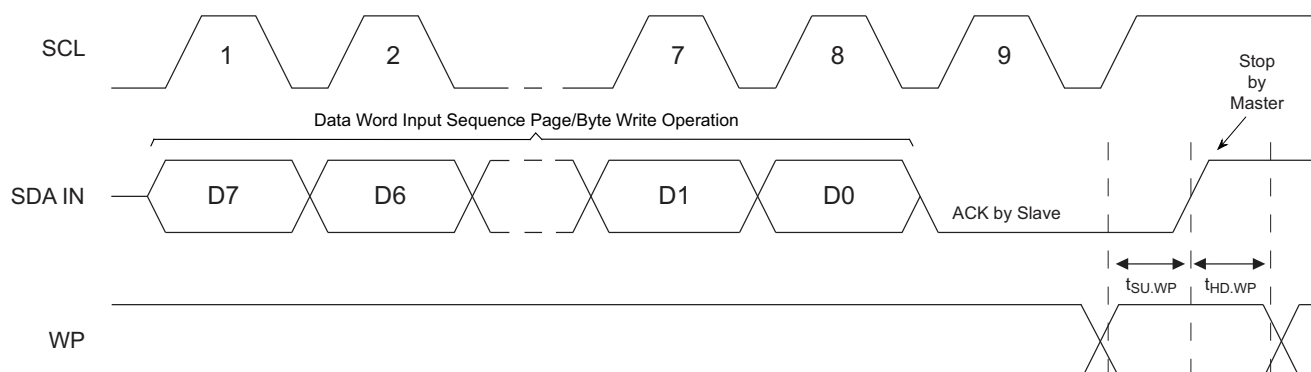 SCL
1
2
7
8
9
Stop
by
Master
Data Word Input Sequence Page/Byte Write Operation
SDA IN
D7
D6
D1
D0
ACK by Slave
tSU.WP
tHD.WP
WP